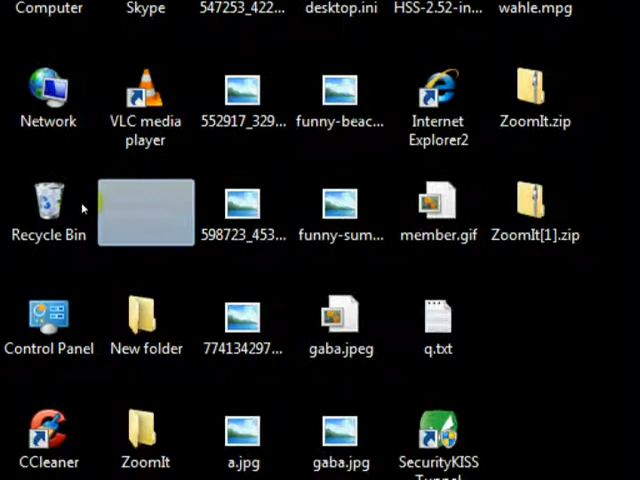 Computer Skype 547253_422... desktop.ini HSS-2.52-in... wahle.mpg
Network VLC media player 552917_329... funny-beac... Internet Explorer2 ZoomIt.zip
Recycle Bin 598723_453... funny-sum... member.gif ZoomIt[1].zip
Control Panel New folder 774134297... gaba.jpeg q.txt
CCleaner ZoomIt a.jpg gaba.jpg SecurityKISS Tunnel